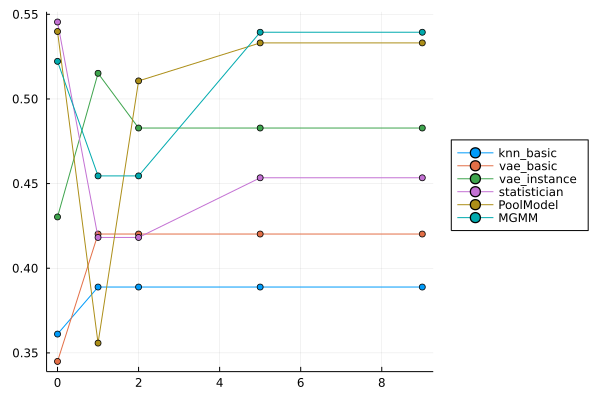 0.55
0.50
0.45
0.40
0.35
0 2 4 6 8
knn_basic
vae_basic
vae_instance
statistician
PoolModel
MGMM